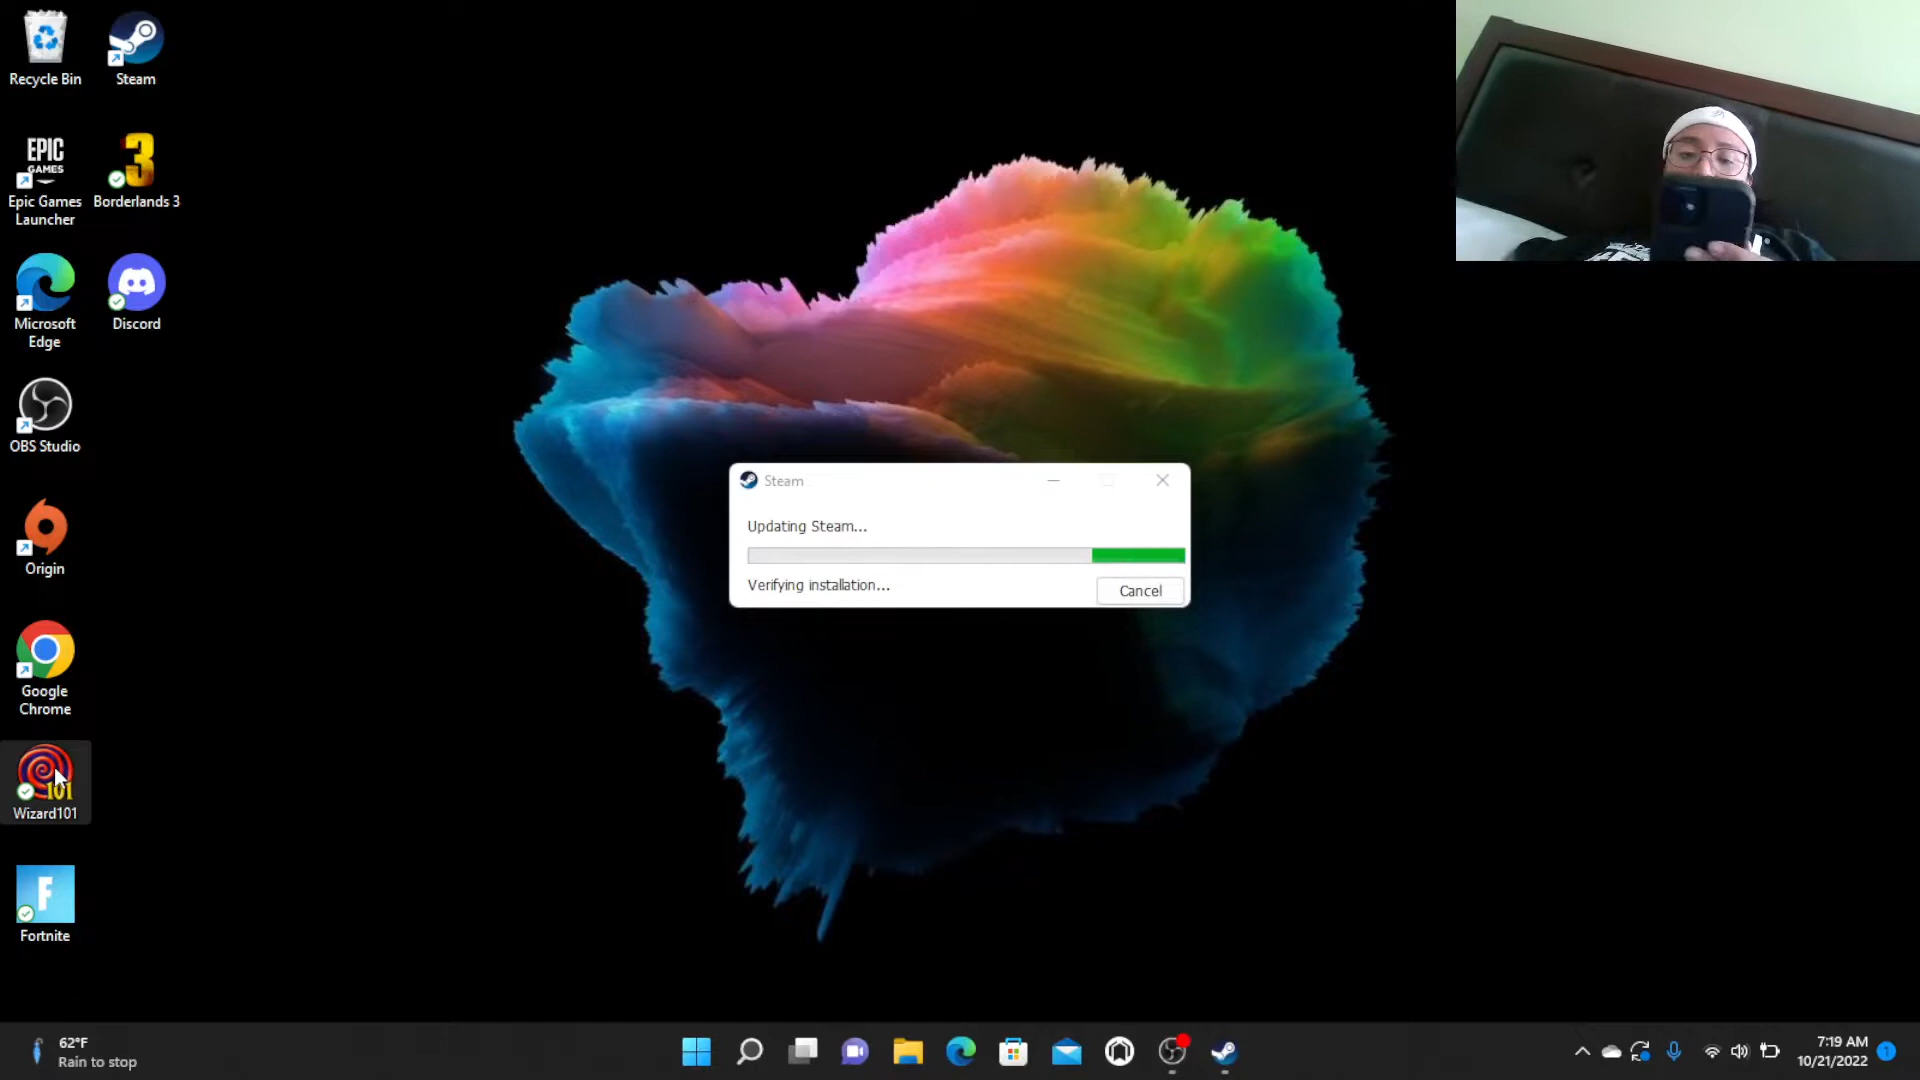 Recycle Bin
Steam
EPIC
GAMES
Epic Games
Launcher
3
Borderlands 3
Microsoft
Edge
Discord
OBS Studio
Origin
Google
Chrome
101
Wizard101
F
Fortnite
Steam
Updating Steam...
Verifying installation...
Cancel
62°F
Rain to stop
7:19 AM
10/21/2022
1